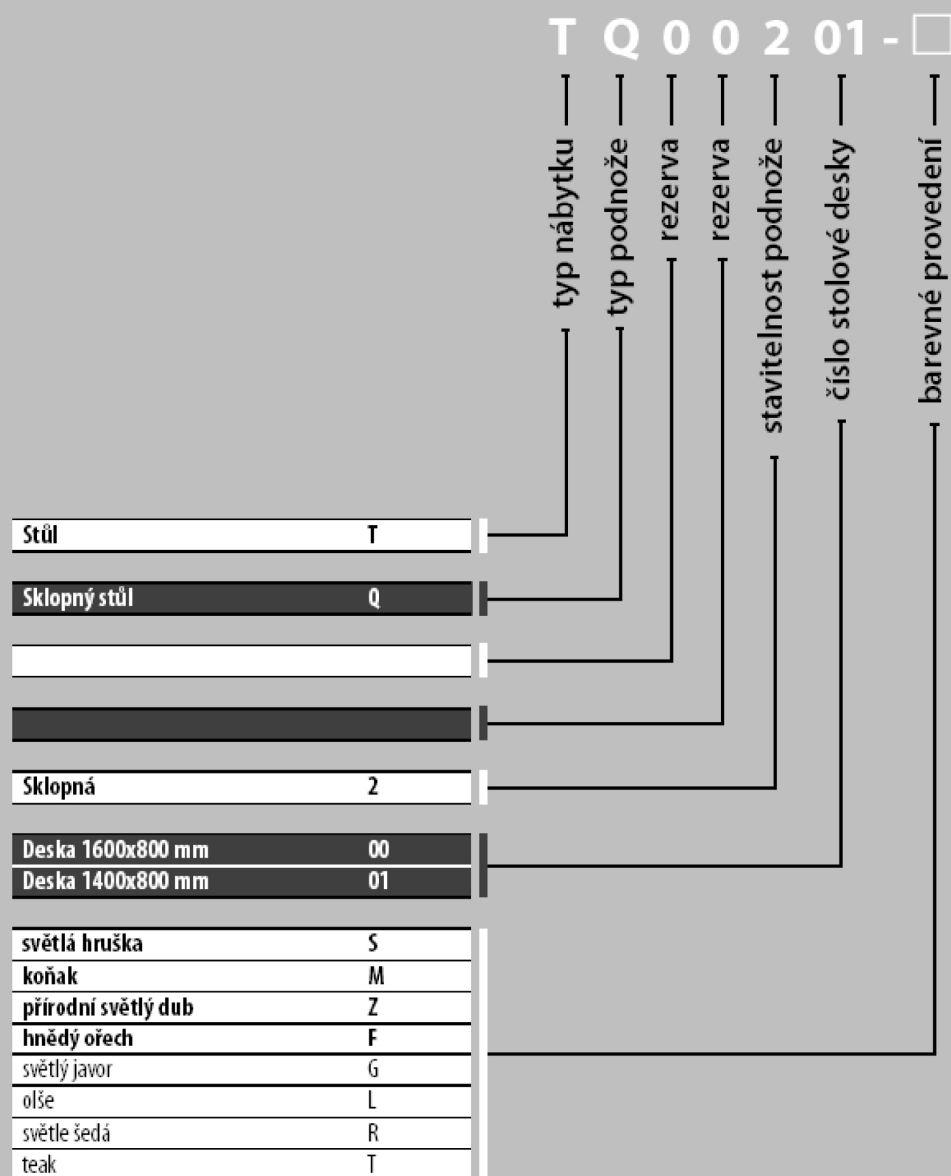 T Q 0 0 2 01 - □
typ nábytku
typ podnože
rezerva
rezerva
stavitelnost podnože
číslo stolové desky
barevné provedení
Stůl T
Sklopný stůl Q
Sklopná 2
Deska 1600x800 mm 00
Deska 1400x800 mm 01
světlá hruška S
koňak M
přírodní světlý dub Z
hnědý ořech F
světlý javor G
olše L
světle šedá R
teak T